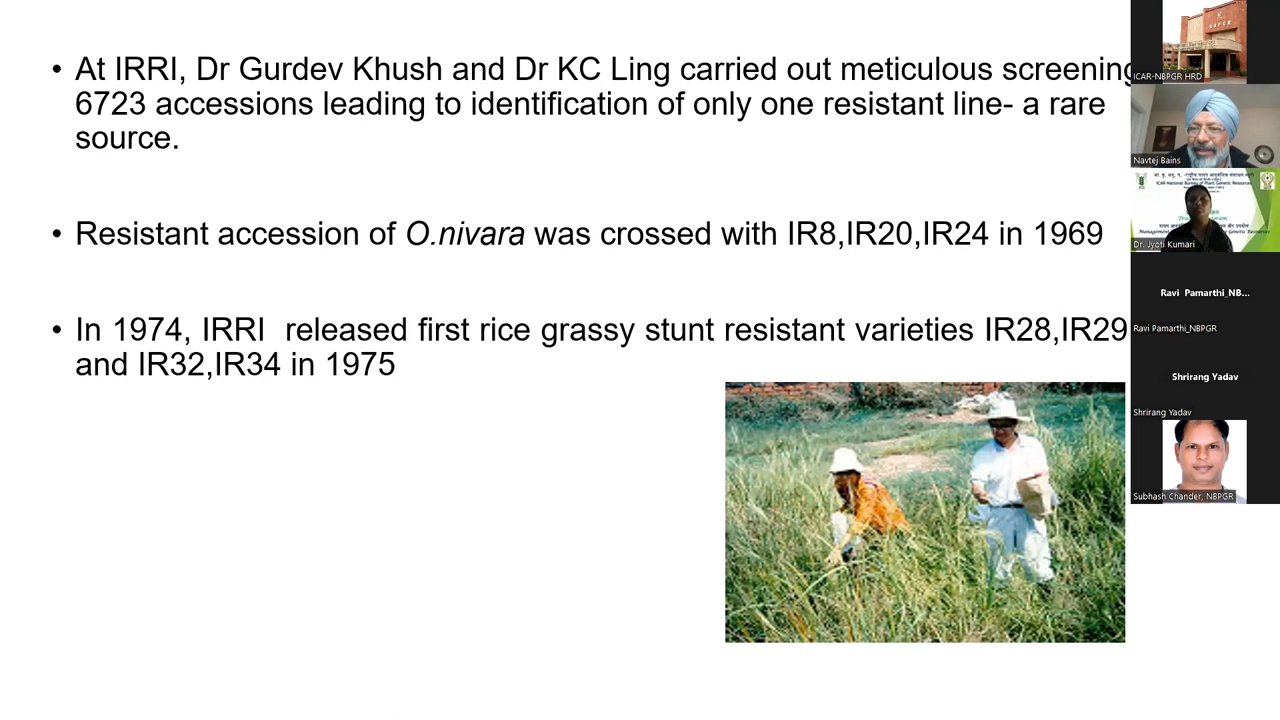 • At IRRI, Dr Gurdev Khush and Dr KC Ling carried out meticulous screening
6723 accessions leading to identification of only one resistant line- a rare
source.
• Resistant accession of O.nivara was crossed with IR8,IR20,IR24 in 1969
• In 1974, IRRI  released first rice grassy stunt resistant varieties IR28,IR29
and IR32,IR34 in 1975
NBPGR
ICAR-NBPGR HRD
Navtej Bains
ICAR-National Bureau of Plant Genetic Resources
Dr. Jyoti Kumari
Ravi Pamarthi_NB...
Ravi Pamarthi_NBPGR
Shrirang Yadav
Shrirang Yadav
Subhash Chander, NBPGR